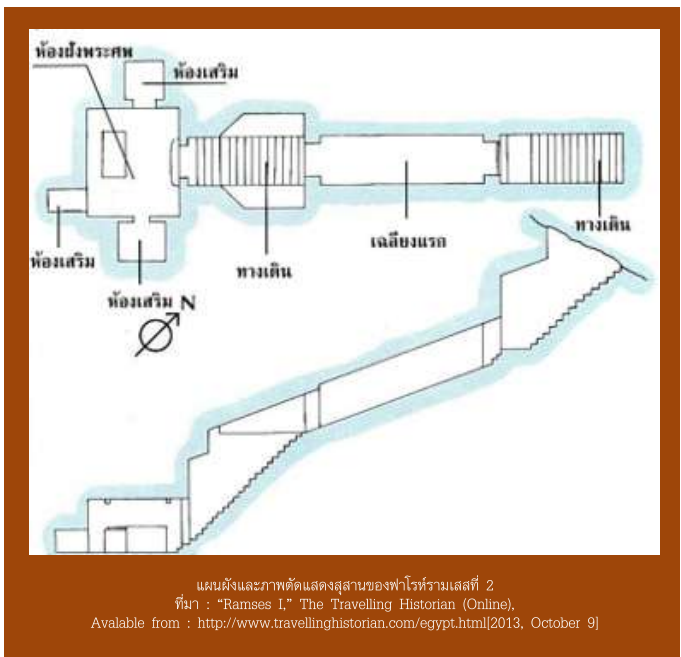 ห้องฝังพระศพ
ห้องเสริม
ทางเดิน
เฉลียงแรก
ทางเดิน
ห้องเสริม
ห้องเสริม N
แผนผังและภาพตัดแสดงสุสานของฟาโรห์รามเสสที่ 2
ที่มา : “Ramses I,” The Travelling Historian (Online),
Avalable from : http://www.travellinghistorian.com/egypt.html[2013, October 9]